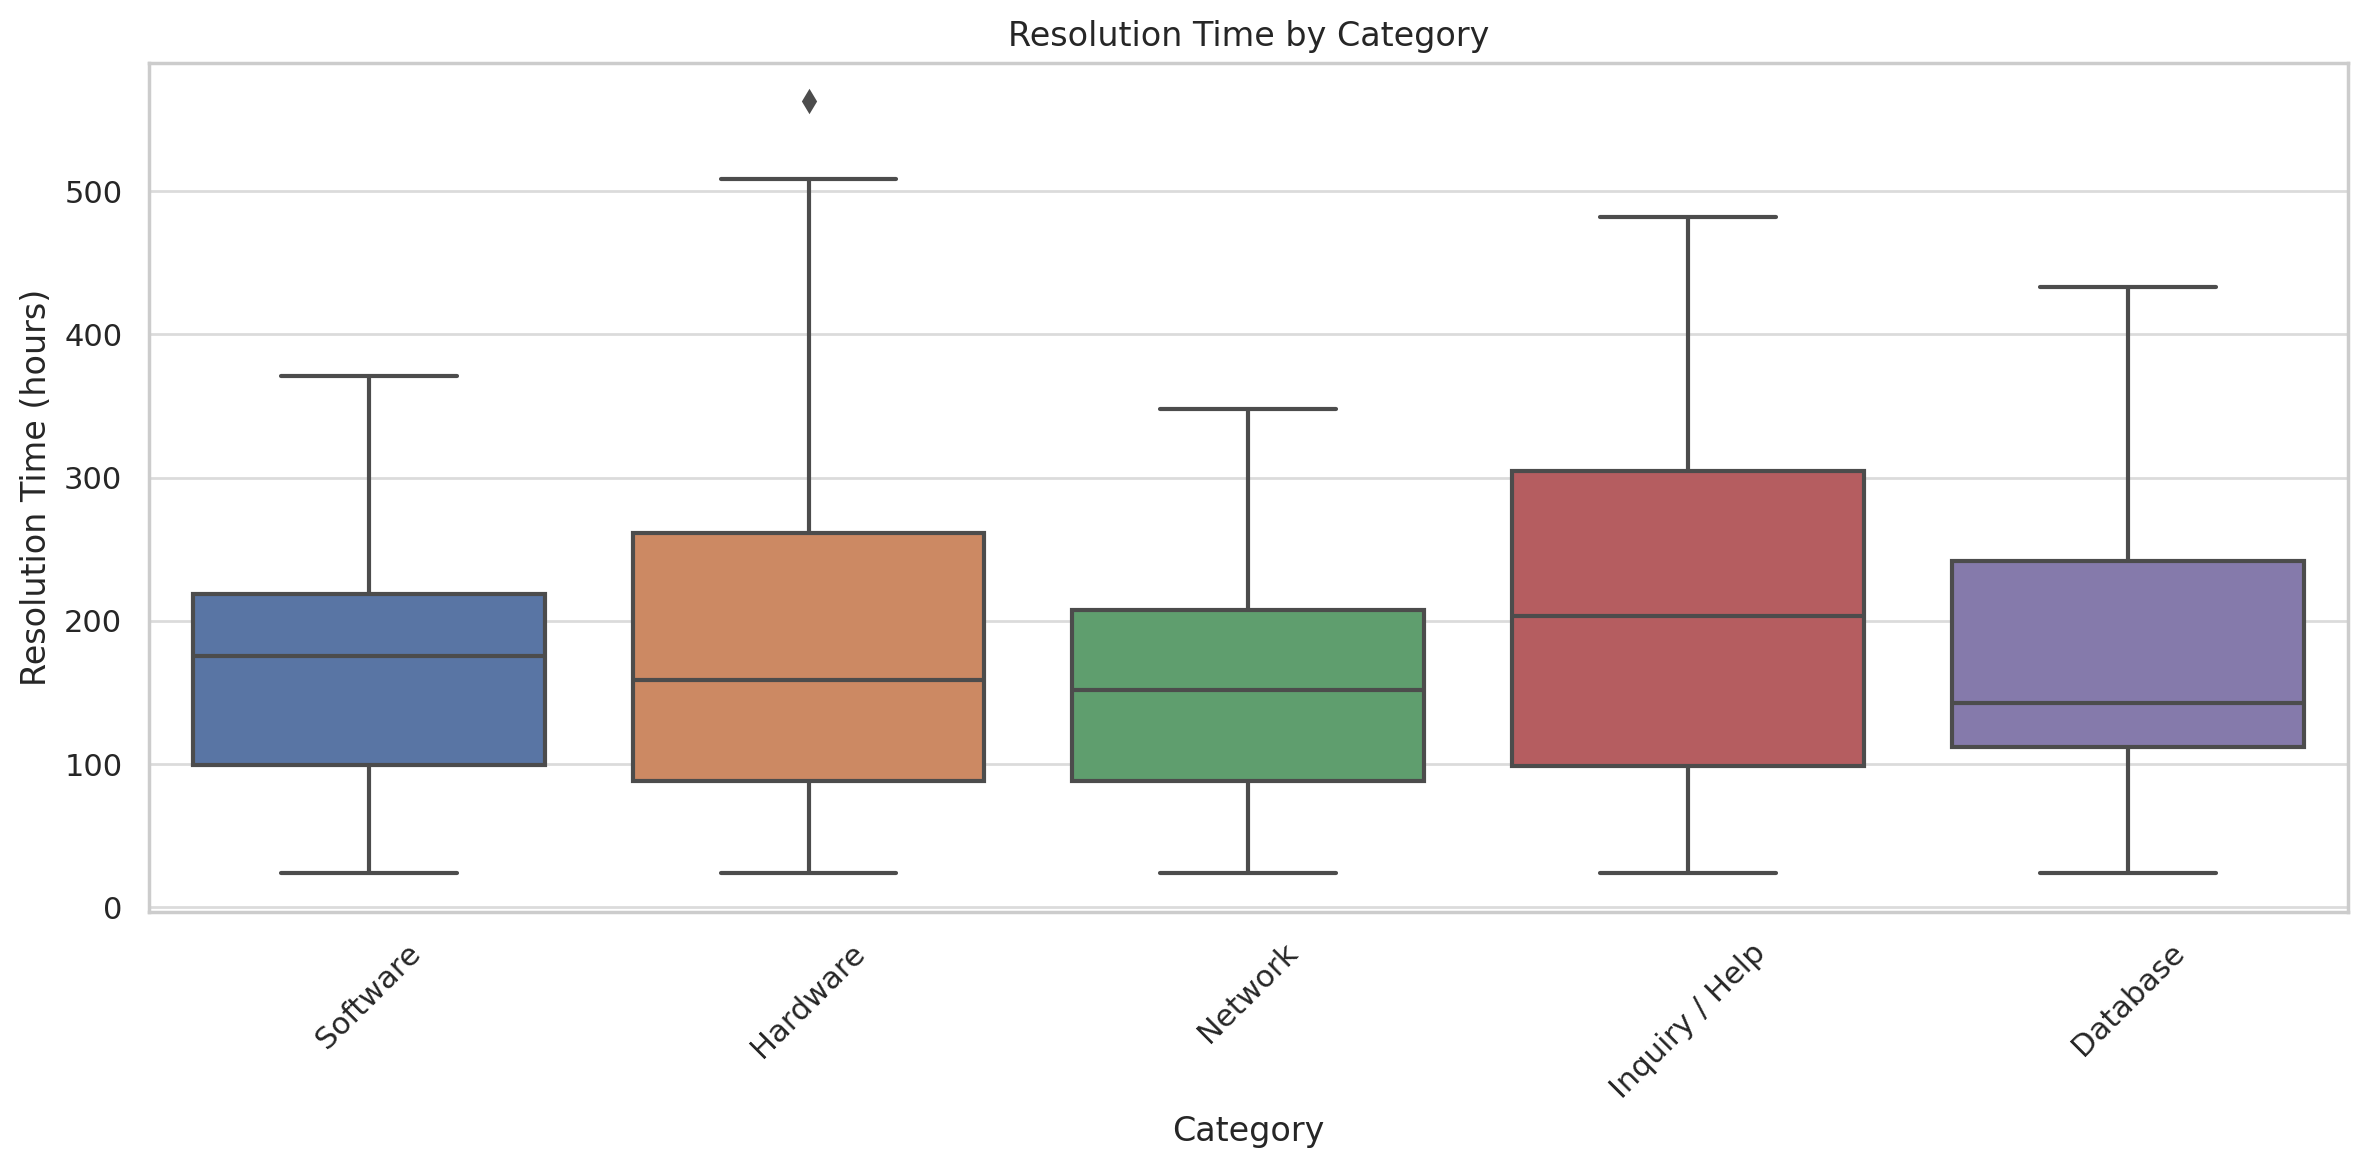 Resolution Time by Category
Resolution Time (hours)
500
400
300
200
100
0
Software
Hardware
Network
Inquiry / Help
Database
Category